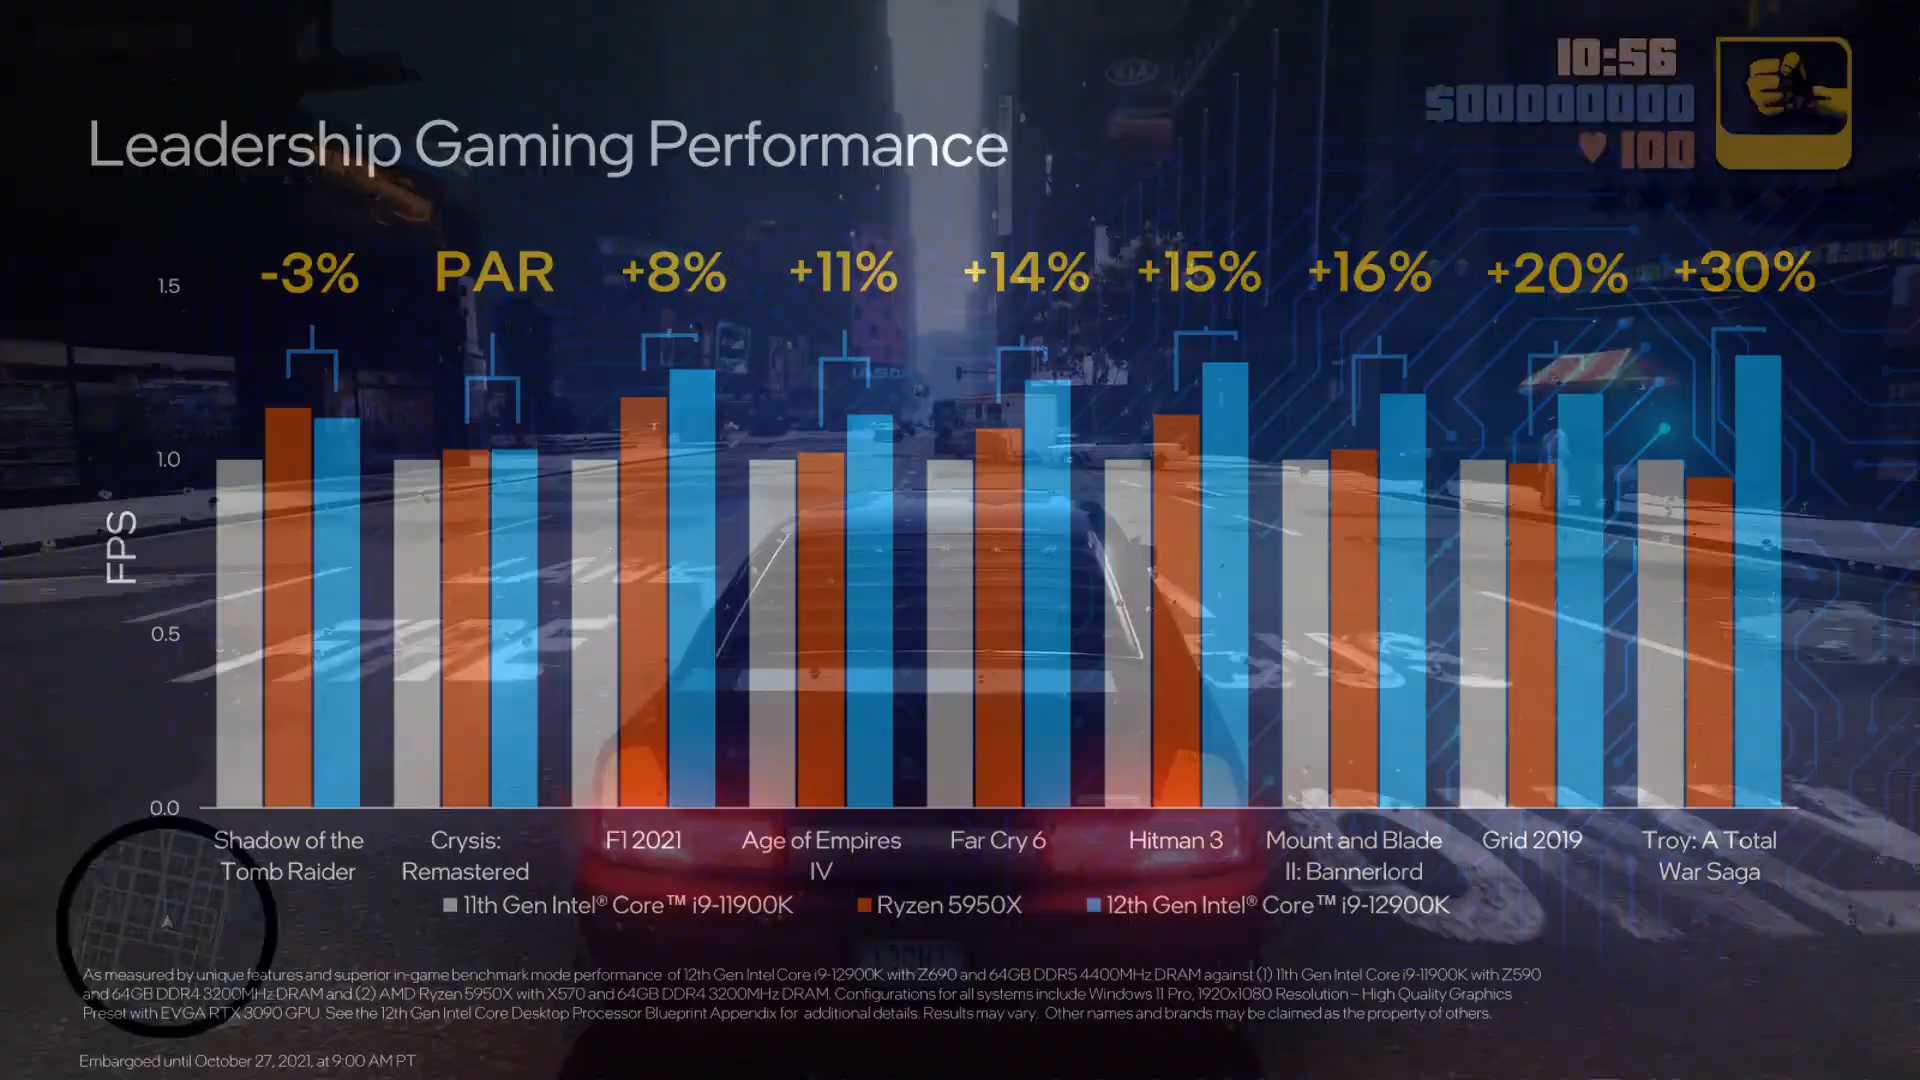 KIA
10:56
$00000000
100
Leadership Gaming Performance
-3% PAR +8% +11% +14% +15% +16% +20% +30%
1.5
1.0
0.5
0.0
FPS
Shadow of the Tomb Raider
Crysis: Remastered
F1 2021
Age of Empires IV
Far Cry 6
Hitman 3
Mount and Blade II: Bannerlord
Grid 2019
Troy: A Total War Saga
11th Gen Intel® Core™ i9-11900K
Ryzen 5950X
12th Gen Intel® Core™ i9-12900K
As measured by unique features and superior in-game benchmark mode performance of 12th Gen Intel Core i9-12900K with Z690 and 64GB DDR5 4400MHz DRAM against (1) 11th Gen Intel Core i9-11900K with Z590
and 64GB DDR4 3200MHz DRAM and (2) AMD Ryzen 5950X with X570 and 64GB DDR4 3200MHz DRAM. Configurations for all systems include Windows 11 Pro, 1920x1080 Resolution – High Quality Graphics
Preset with EVGA RTX 3090 GPU. See the 12th Gen Intel Core Desktop Processor Blueprint Appendix for additional details. Results may vary. Other names and brands may be claimed as the property of others.
Embargoed until October 27, 2021, at 9:00 AM PT